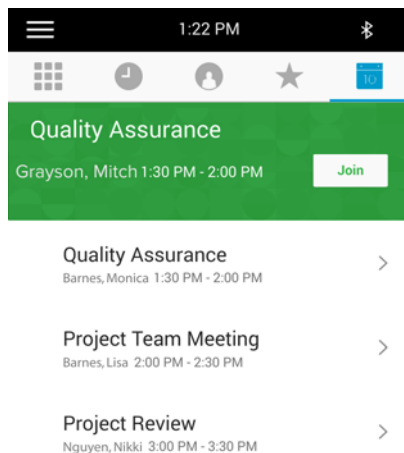 1:22 PM
10
Quality Assurance
Grayson, Mitch 1:30 PM - 2:00 PM
Join
Quality Assurance
Barnes, Monica 1:30 PM - 2:00 PM
Project Team Meeting
Barnes, Lisa 2:00 PM - 2:30 PM
Project Review
Nguyen, Nikki 3:00 PM - 3:30 PM